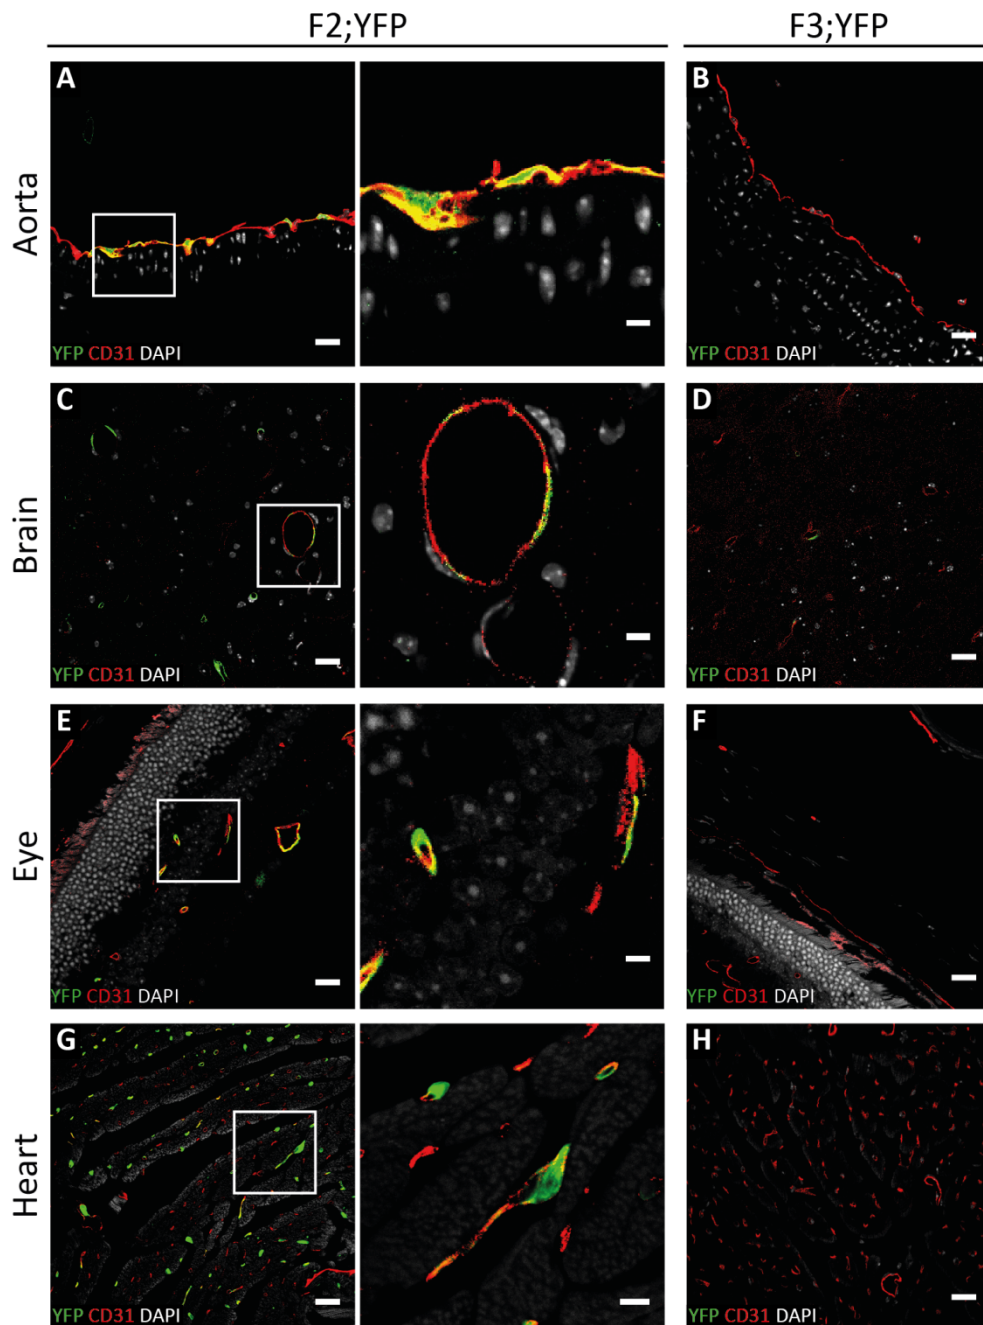 F2;YFP
F3;YFP
Aorta
A
YFP CD31 DAPI
B
YFP CD31 DAPI
Brain
C
YFP CD31 DAPI
D
YFP CD31 DAPI
Eye
E
YFP CD31 DAPI
F
YFP CD31 DAPI
Heart
G
YFP CD31 DAPI
H
YFP CD31 DAPI